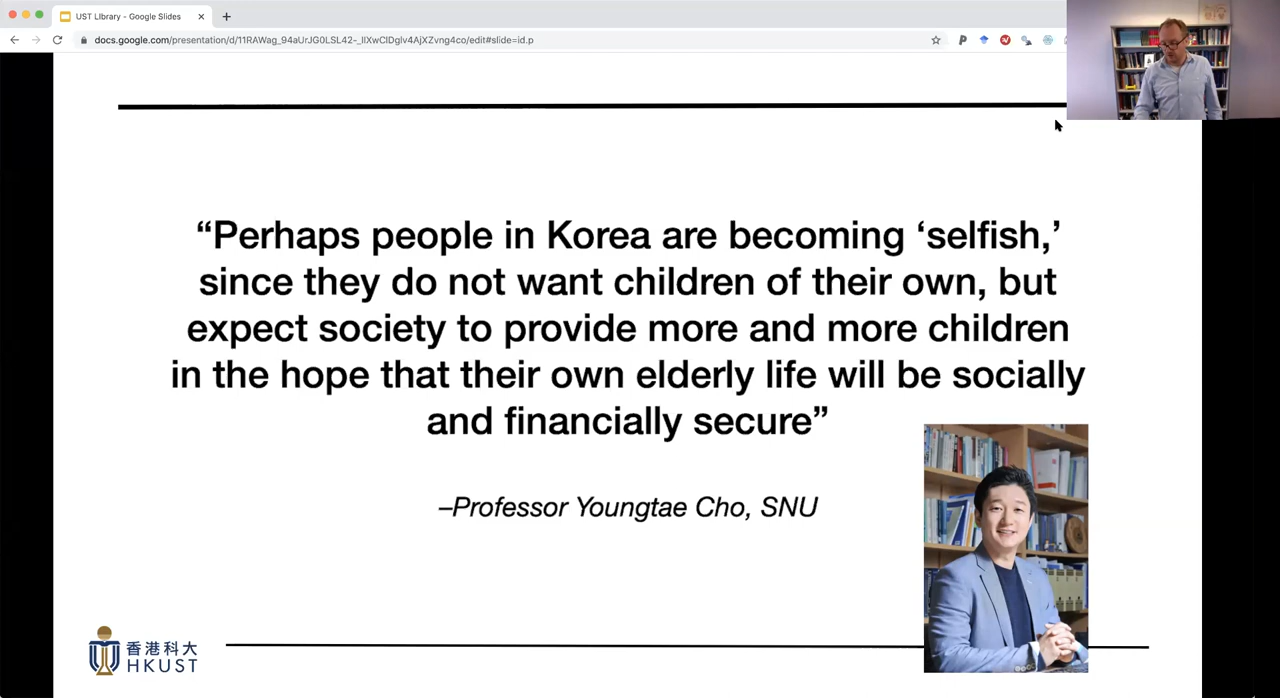 UST LIbrary - Google Slides
docs.google.com/presentation/d/11RAWag_94aUrJG0LSL42-_IlXwClDglv4AjXZvng4co/edit#slide=id.p
“Perhaps people in Korea are becoming ‘selfish,’
since they do not want children of their own, but
expect society to provide more and more children
in the hope that their own elderly life will be socially
and financially secure”
–Professor Youngtae Cho, SNU
香港科大
HKUST